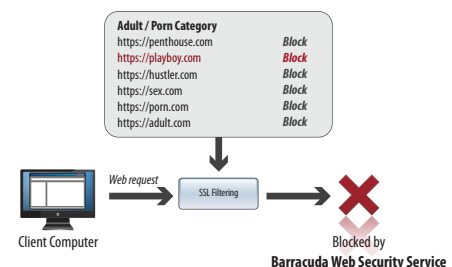 Adult / Porn Category
https://penthouse.com Block
https://playboy.com Block
https://hustler.com Block
https://sex.com Block
https://porn.com Block
https://adult.com Block
Web request
SSL Filtering
Client Computer
Blocked by
Barracuda Web Security Service